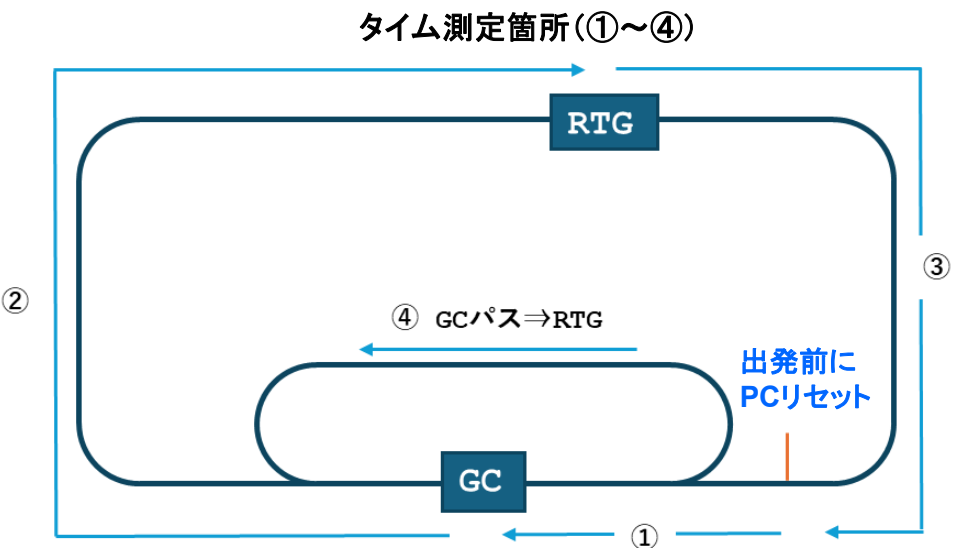 タイム測定箇所(①～④)
RTG
③
②
④ GCパス⇒RTG
出発前に
PCリセット
GC
①